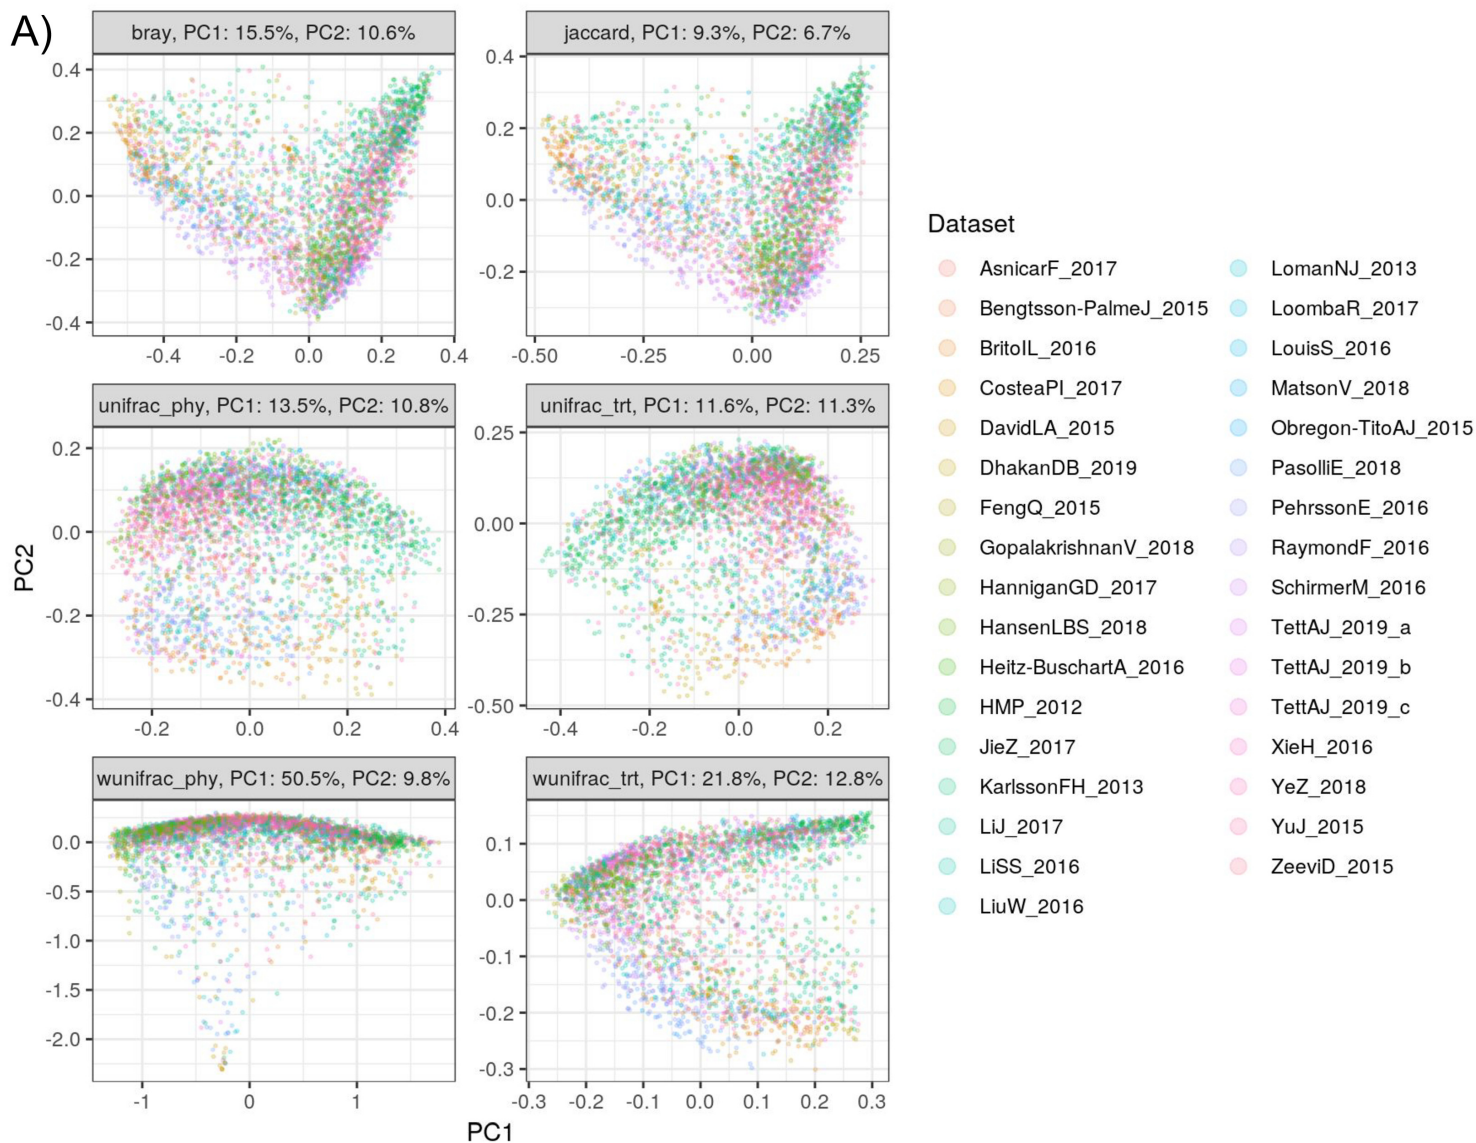 A)
bray, PC1: 15.5%, PC2: 10.6%
jaccard, PC1: 9.3%, PC2: 6.7%
0.4
0.2
0.0
-0.2
-0.4
-0.4 -0.2 0.0 0.2 0.4
0.4
0.2
0.0
-0.2
-0.50 -0.25 0.00 0.25
unifrac_phy, PC1: 13.5%, PC2: 10.8%
unifrac_trt, PC1: 11.6%, PC2: 11.3%
0.2
0.0
-0.2
-0.4
-0.2 0.0 0.2 0.4
0.25
0.00
-0.25
-0.50
-0.4 -0.2 0.0 0.2
wunifrac_phy, PC1: 50.5%, PC2: 9.8%
wunifrac_trt, PC1: 21.8%, PC2: 12.8%
0.0
-0.5
-1.0
-1.5
-2.0
-1 0 1
0.1
0.0
-0.1
-0.2
-0.3
-0.3 -0.2 -0.1 0.0 0.1 0.2 0.3
PC2
PC1
Dataset
AsnicarF_2017
Bengtsson-PalmeJ_2015
BritoIL_2016
CosteaPI_2017
DavidLA_2015
DhakanDB_2019
FengQ_2015
GopalakrishnanV_2018
HanniganGD_2017
HansenLBS_2018
Heitz-BuschartA_2016
HMP_2012
JieZ_2017
KarlssonFH_2013
LiJ_2017
LiSS_2016
LiuW_2016
LomanNJ_2013
LoombaR_2017
LouisS_2016
MatsonV_2018
Obregon-TitoAJ_2015
PasolliE_2018
PehrssonE_2016
RaymondF_2016
SchirmerM_2016
TettAJ_2019_a
TettAJ_2019_b
TettAJ_2019_c
XieH_2016
YeZ_2018
YuJ_2015
ZeeviD_2015